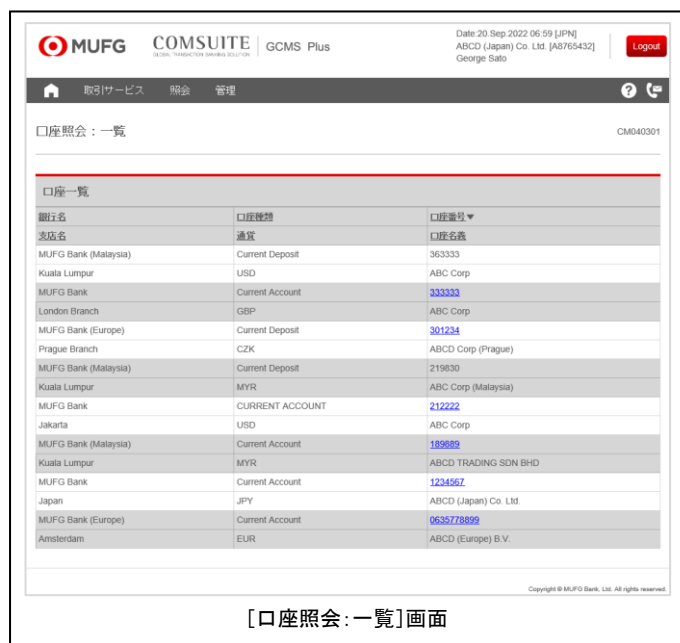 MUFG COMSUITE GCMS Plus
GLOBAL TRANSACTION BANKING SOLUTION
Date:20.Sep.2022 06:59 [JPN]
ABCD (Japan) Co. Ltd. [A8765432]
George Sato
Logout
取引サービス 照会 管理
口座照会：一覧 CM040301
口座一覧
銀行名 口座種類 口座番号▼
支店名 通貨 口座名義
MUFG Bank (Malaysia) Current Deposit 363333
Kuala Lumpur USD ABC Corp
MUFG Bank Current Account 333333
London Branch GBP ABC Corp
MUFG Bank (Europe) Current Deposit 301234
Prague Branch CZK ABCD Corp (Prague)
MUFG Bank (Malaysia) Current Deposit 219830
Kuala Lumpur MYR ABC Corp (Malaysia)
MUFG Bank CURRENT ACCOUNT 212222
Jakarta USD ABC Corp
MUFG Bank (Malaysia) Current Account 189889
Kuala Lumpur MYR ABCD TRADING SDN BHD
MUFG Bank Current Account 1234567
Japan JPY ABCD (Japan) Co. Ltd.
MUFG Bank (Europe) Current Account 0635778899
Amsterdam EUR ABCD (Europe) B.V.
Copyright © MUFG Bank, Ltd. All rights reserved.
[口座照会：一覧]画面